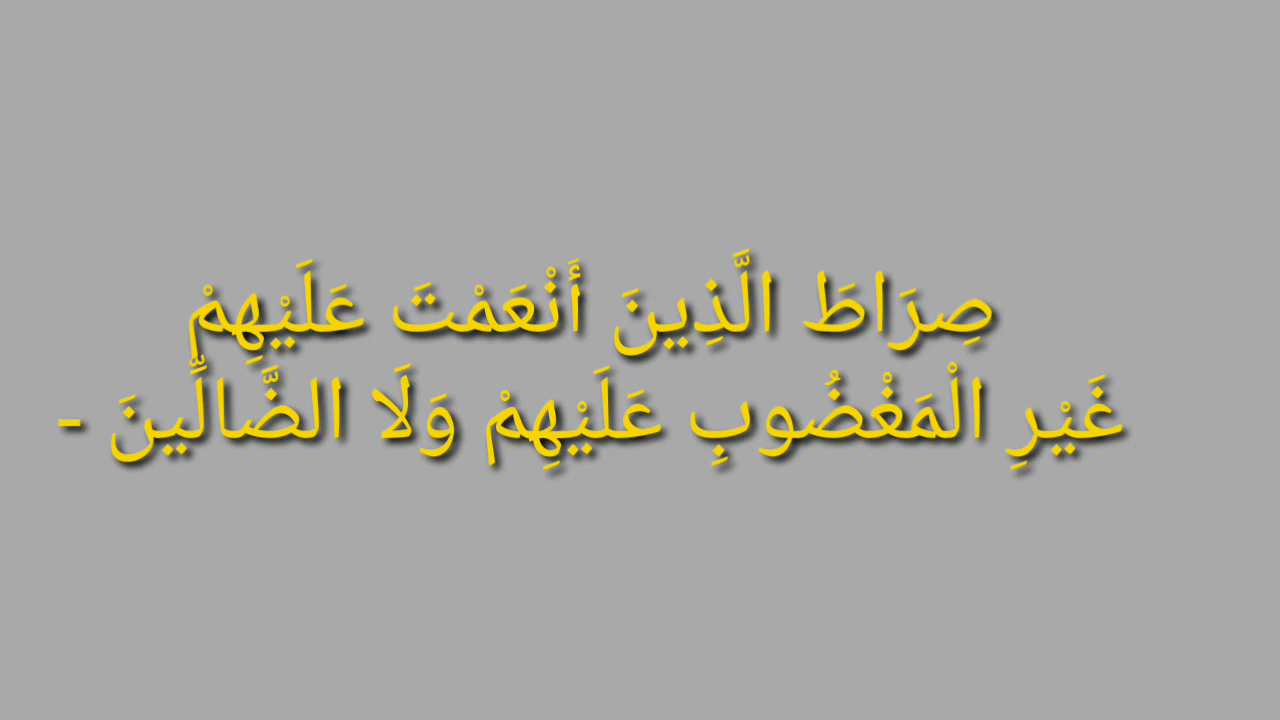 صِرَاطَ الَّذِينَ أَنْعَمْتَ عَلَيْهِمْ
غَيْرِ الْمَغْضُوبِ عَلَيْهِمْ وَلَا الضَّالِّينَ -